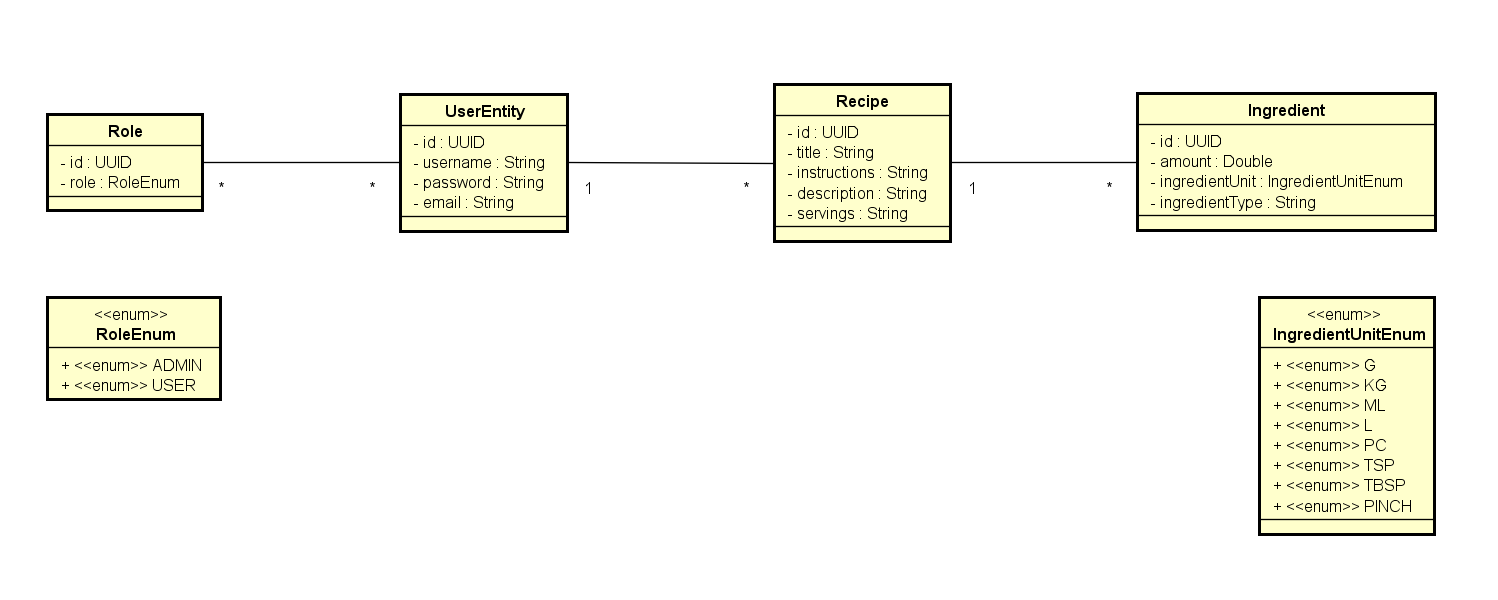 Role
- id : UUID
- role : RoleEnum
*
*
UserEntity
- id : UUID
- username : String
- password : String
- email : String
1
*
Recipe
- id : UUID
- title : String
- instructions : String
- description : String
- servings : String
1
*
Ingredient
- id : UUID
- amount : Double
- ingredientUnit : IngredientUnitEnum
- ingredientType : String
<<enum>>
RoleEnum
+ <<enum>> ADMIN
+ <<enum>> USER
<<enum>>
IngredientUnitEnum
+ <<enum>> G
+ <<enum>> KG
+ <<enum>> ML
+ <<enum>> L
+ <<enum>> PC
+ <<enum>> TSP
+ <<enum>> TBSP
+ <<enum>> PINCH